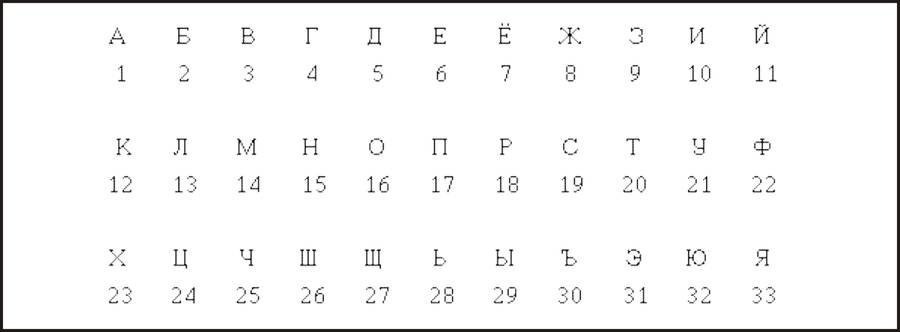 А Б В Г Д Е Ё Ж З И Й
1 2 3 4 5 6 7 8 9 10 11
К Л М Н О П Р С Т У Ф
12 13 14 15 16 17 18 19 20 21 22
Х Ц Ч Ш Щ Ь Ы Ъ Э Ю Я
23 24 25 26 27 28 29 30 31 32 33